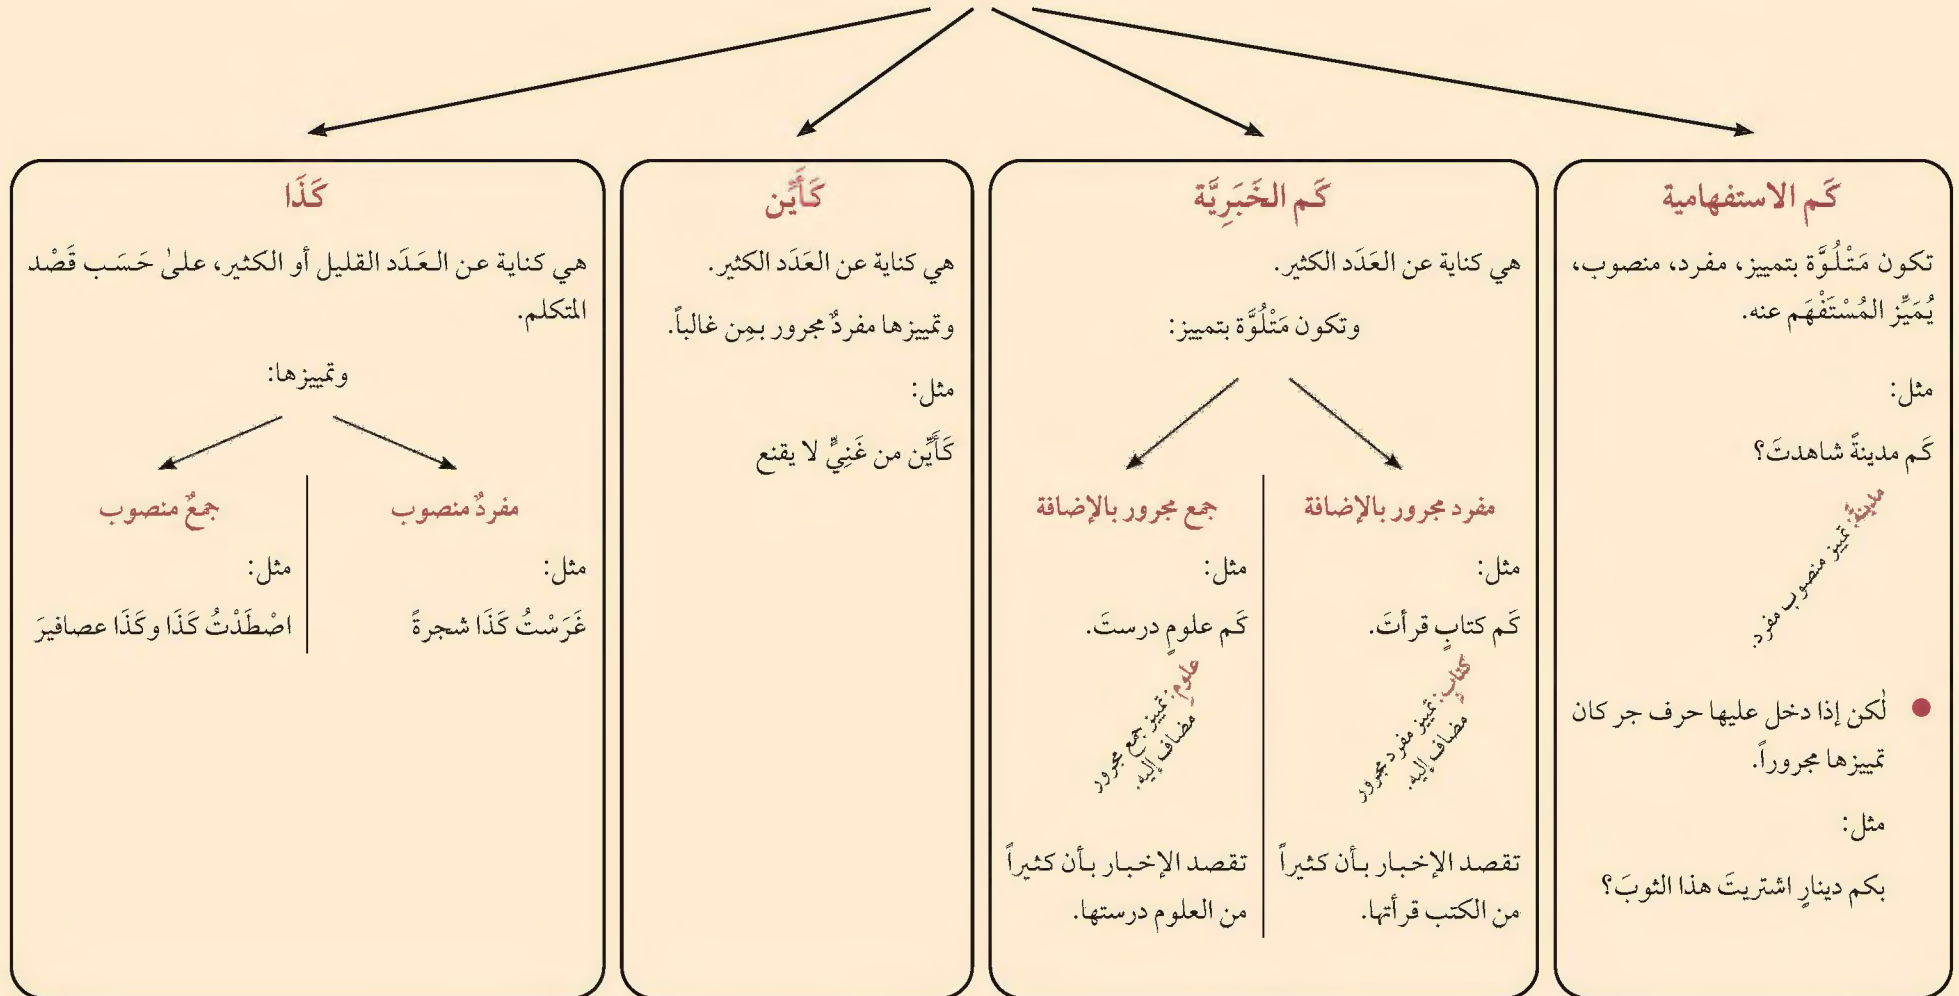 كَم الاستفهامية
تكون مَتْلُوَّة بتمييز، مفرد، منصوب،
يُمَيِّز المُسْتَفْهَم عنه.
مثل:
كَم مدينةً شاهدتَ؟
مدينةً: تمييز منصوب مفرد.
لٰكن إذا دخل عليها حرف جر كان
تمييزها مجروراً.
مثل:
بكم دينارٍ اشتريتَ هذا الثوبَ؟
كَم الخَبَرِيَّة
هي كناية عن العَدَد الكثير.
وتكون مَتْلُوَّة بتمييز:
مفرد مجرور بالإضافة
مثل:
كَم كتابٍ قرأتَ.
كتابٍ: تمييز مفرد مجرور
مضاف إليه.
تقصد الإخبار بأن كثيراً
من الكتب قرأتها.
جمع مجرور بالإضافة
مثل:
كَم علومٍ درستَ.
علومٍ: تمييز جمع مجرور
مضاف إليه.
تقصد الإخبار بأن كثيراً
من العلوم درستها.
كَأَيِّن
هي كناية عن العَدَد الكثير.
وتمييزها مفردٌ مجرور بمِن غالباً.
مثل:
كَأَيِّن من غَنِيٍّ لا يقنع
كَذَا
هي كناية عن العَدَد القليل أو الكثير، علىٰ حَسَب قَصْد
المتكلم.
وتمييزها:
مفردٌ منصوب
مثل:
غَرَسْتُ كَذَا شجرةً
جمعٌ منصوب
مثل:
اصْطَدْتُ كَذَا وكَذَا عصافيرَ